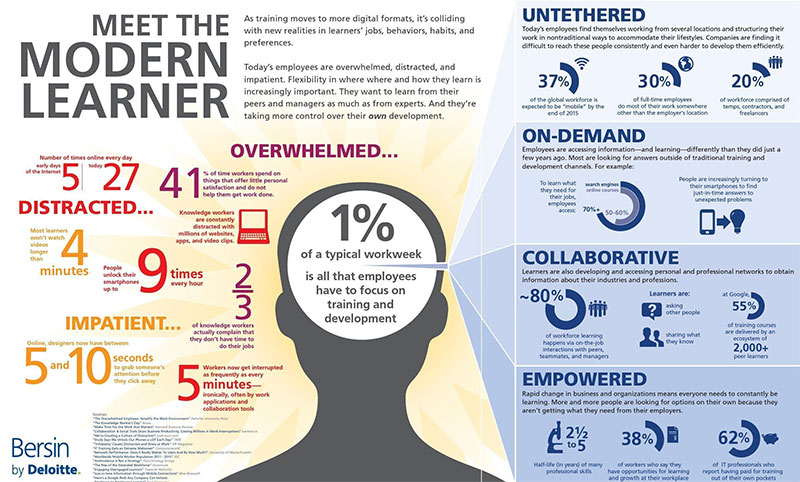 MEET THE
MODERN
LEARNER
As training moves to more digital formats, it's colliding
with new realities in learners' jobs, behaviors, habits, and
preferences.
Today's employees are overwhelmed, distracted, and
impatient. Flexibility in where where and how they learn is
increasingly important. They want to learn from their
peers and managers as much as from experts. And they're
taking more control over their own development.
OVERWHELMED...
Number of times online every day
early days
of the Internet
5
today
27
41
% of time workers spend on
things that offer little personal
satisfaction and do not
help them get work done.
DISTRACTED...
Knowledge workers
are constantly
distracted with
millions of websites,
apps, and video clips.
Most learners
won't watch
videos
longer
than
4
minutes
People
unlock their
smartphones
up to
9 times
every hour
2
3
of knowledge workers
actually complain that
they don't have time to
do their jobs
IMPATIENT...
Online, designers now have between
5 and 10 seconds
to grab someone's
attention before
they click away
5
Workers now get interrupted
as frequently as every
minutes—
ironically, often by work
applications and
collaboration tools
1%
of a typical workweek
is all that employees
have to focus on
training and
development
Bersin
by Deloitte.
UNTETHERED
Today's employees find themselves working from several locations and structuring their
work in nontraditional ways to accommodate their lifestyles. Companies are finding it
difficult to reach these people consistently and even harder to develop them efficiently.
37%
of the global workforce is
expected to be "mobile" by the
end of 2015
30%
of full-time employees
do most of their work somewhere
other than the employer's location
20%
of workforce comprised of
temps, contractors, and
freelancers
ON-DEMAND
Employees are accessing information—and learning—differently than they did just a
few years ago. Most are looking for answers outside of traditional training and
development channels. For example:
To learn what
they need for
their jobs,
employees
access:
search engines
online courses
70%+
50-60%
People are increasingly turning to
their smartphones to find
just-in-time answers to
unexpected problems
COLLABORATIVE
Learners are also developing and accessing personal and professional networks to obtain
information about their industries and professions.
~80%
of workforce learning
happens via on-the-job
interactions with peers,
teammates, and managers
Learners are:
?
asking
other people
sharing what
they know
at Google,
55%
of training courses
are delivered by an
ecosystem of
2,000+
peer learners
EMPOWERED
Rapid change in business and organizations means everyone needs to constantly be
learning. More and more people are looking for options on their own because they
aren't getting what they need from their employers.
2½
to 5
Half-life (in years) of many
professional skills
38%
of workers who say they
have opportunities for learning
and growth at their workplace
62%
of IT professionals who
report having paid for training
out of their own pockets